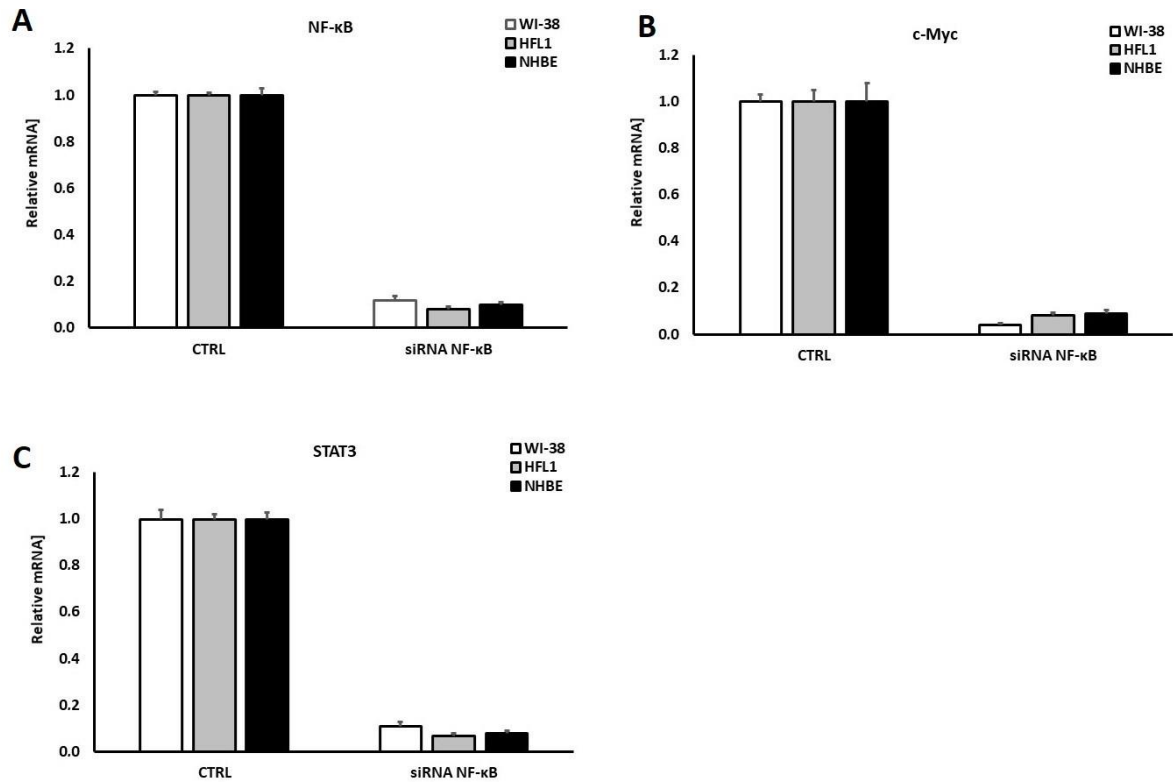 A
NF-κB
WI-38
HFL1
NHBE
1.2
1.0
0.8
0.6
0.4
0.2
0.0
Relative mRNA]
CTRL
siRNA NF-κB
B
c-Myc
WI-38
HFL1
NHBE
1.2
1.0
0.8
0.6
0.4
0.2
0.0
Relative mRNA]
CTRL
siRNA NF-κB
C
STAT3
WI-38
HFL1
NHBE
1.2
1.0
0.8
0.6
0.4
0.2
0.0
Relative mRNA]
CTRL
siRNA NF-κB